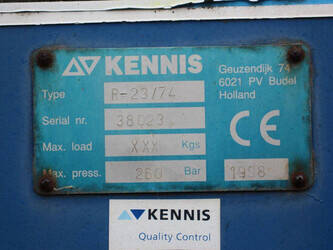 KENNIS
Geuzendijk 74
6021 PV Budel
Holland
Type R-23/74
Serial nr. 38023
Max. load XXX Kgs
CE
Max. press. 260 Bar 1998
KENNIS
Quality Control